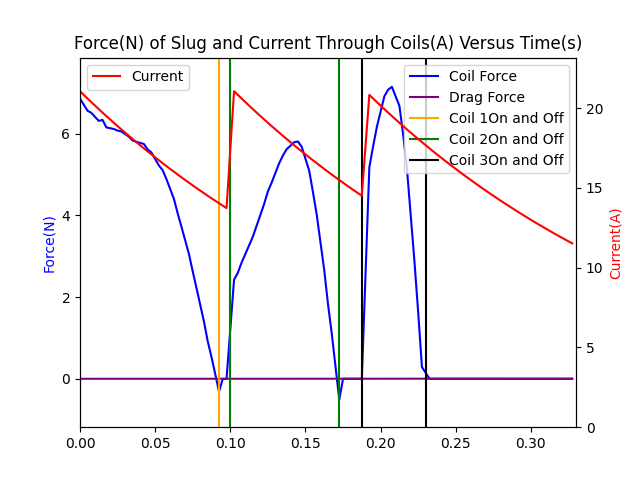 Force(N) of Slug and Current Through Coils(A) Versus Time(s)
Current
Coil Force
Drag Force
Coil 1On and Off
Coil 2On and Off
Coil 3On and Off
Force(N)
6
4
2
0
Current(A)
20
15
10
5
0
0.00 0.05 0.10 0.15 0.20 0.25 0.30